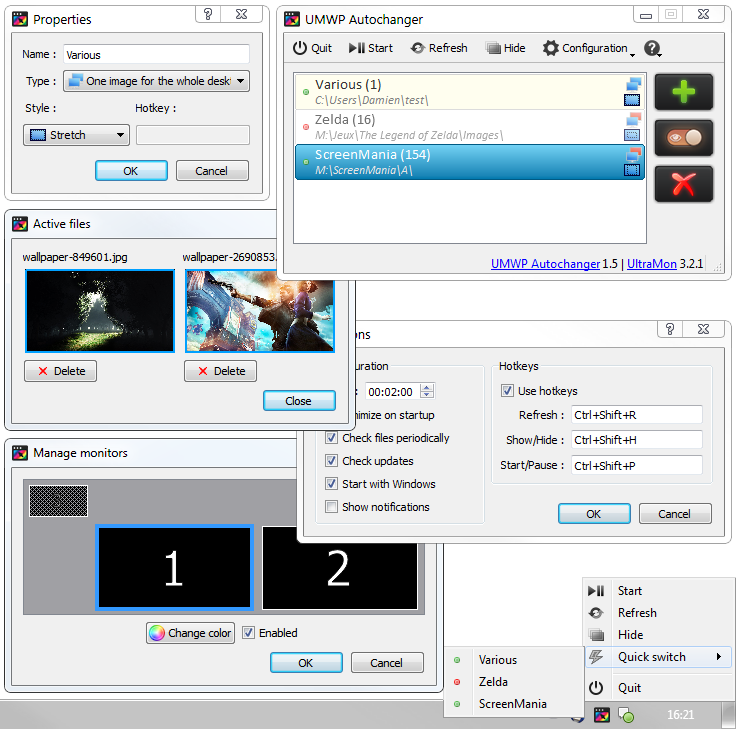 Properties
Name :
Various
Type :
One image for the whole desk
Style :
Hotkey :
Stretch
OK
Cancel
UMWP Autochanger
Quit
Start
Refresh
Hide
Configuration
Various (1)
C:\Users\Damien\test\
Zelda (16)
M:\Jeux\The Legend of Zelda\Images\
ScreenMania (154)
M:\ScreenMania\A\
UMWP Autochanger 1.5 | UltraMon 3.2.1
Active files
wallpaper-849601.jpg
wallpaper-2690853.
Delete
Delete
Close
ons
uration
:
00:02:00
nimize on startup
Check files periodically
Check updates
Start with Windows
Show notifications
Hotkeys
Use hotkeys
Refresh :
Ctrl+Shift+R
Show/Hide :
Ctrl+Shift+H
Start/Pause :
Ctrl+Shift+P
OK
Cancel
Manage monitors
1
2
Change color
Enabled
OK
Cancel
Start
Refresh
Hide
Quick switch
Quit
Various
Zelda
ScreenMania
16:21